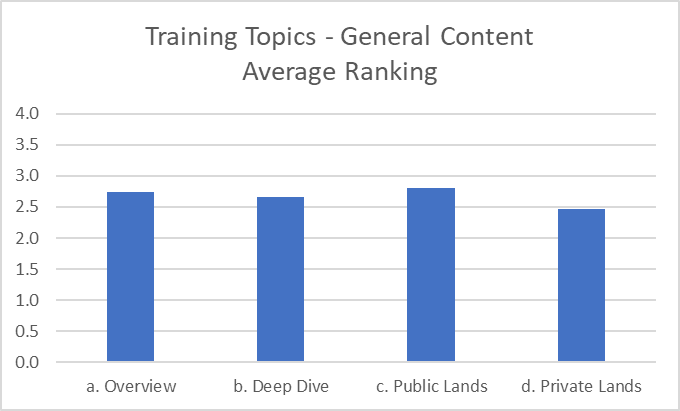 Training Topics - General Content
Average Ranking
4.0
3.5
3.0
2.5
2.0
1.5
1.0
0.5
0.0
a. Overview
b. Deep Dive
c. Public Lands
d. Private Lands